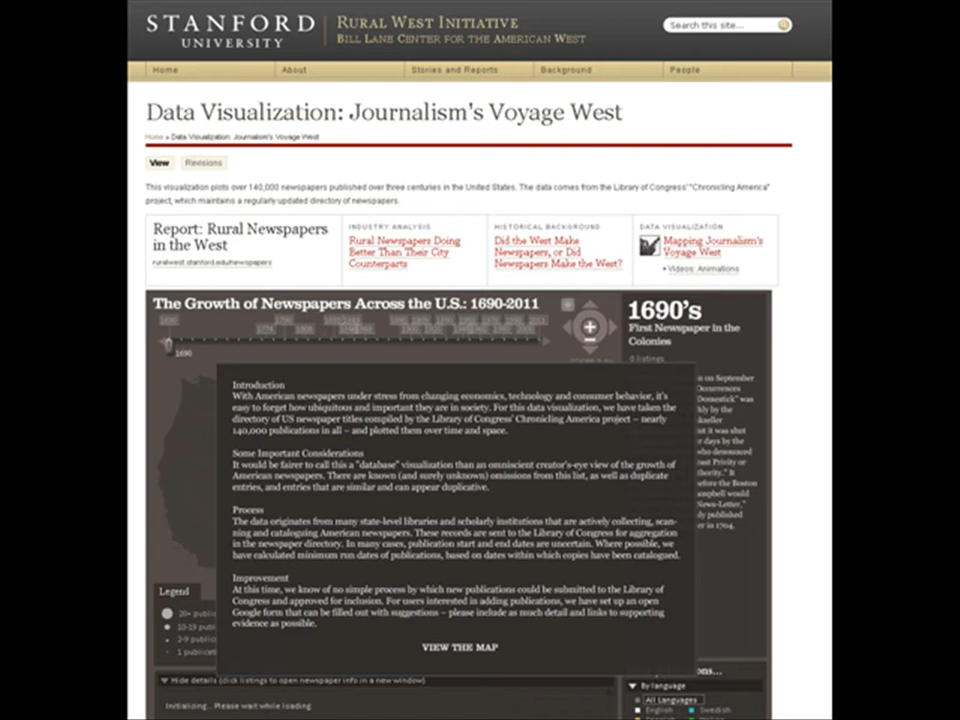 STANFORD
UNIVERSITY
RURAL WEST INITIATIVE
BILL LANE CENTER FOR THE AMERICAN WEST
Search this site...
Home
About
Stories and Reports
Background
People
Data Visualization: Journalism's Voyage West
Home » Data Visualization: Journalism's Voyage West
View
Revisions
This visualization plots over 140,000 newspapers published over three centuries in the United States. The data comes from the Library of Congress' "Chronicling America"
project, which maintains a regularly updated directory of newspapers.
Report: Rural Newspapers
in the West
ruralwest.stanford.edu/newspapers
INDUSTRY ANALYSIS
Rural Newspapers Doing
Better Than Their City
Counterparts
HISTORICAL BACKGROUND
Did the West Make
Newspapers, or Did
Newspapers Make the West?
DATA VISUALIZATION
Mapping Journalism's
Voyage West
• Videos: Animations
The Growth of Newspapers Across the U.S.: 1690-2011
1690
1690's
First Newspaper in the
Colonies
0 listings
Introduction
With American newspapers under stress from changing economics, technology and consumer behavior, it's
easy to forget how ubiquitous and important they are in society. For this data visualization, we have taken the
directory of US newspaper titles compiled by the Library of Congress' Chronicling America project – nearly
140,000 publications in all – and plotted them over time and space.
Some Important Considerations
It would be fairer to call this a "database" visualization than an omniscient creator's-eye view of the growth of
American newspapers. There are known (and surely unknown) omissions from this list, as well as duplicate
entries, and entries that are similar and can appear duplicative.
Process
The data originates from many state-level libraries and scholarly institutions that are actively collecting, scan-
ning and cataloguing American newspapers. These records are sent to the Library of Congress for aggregation
in the newspaper directory. In many cases, publication start and end dates are uncertain. Where possible, we
have calculated minimum run dates of publications, based on dates within which copies have been catalogued.
Improvement
At this time, we know of no simple process by which new publications could be submitted to the Library of
Congress and approved for inclusion. For users interested in adding publications, we have set up an open
Google form that can be filled out with suggestions – please include as much detail and links to supporting
evidence as possible.
VIEW THE MAP
Legend
20+ public
10-19 pub
2-9 public
1 publicat
Hide details (click listings to open newspaper info in a new window)
Initializing... Please wait while loading
By language
All Languages
English
Swedish